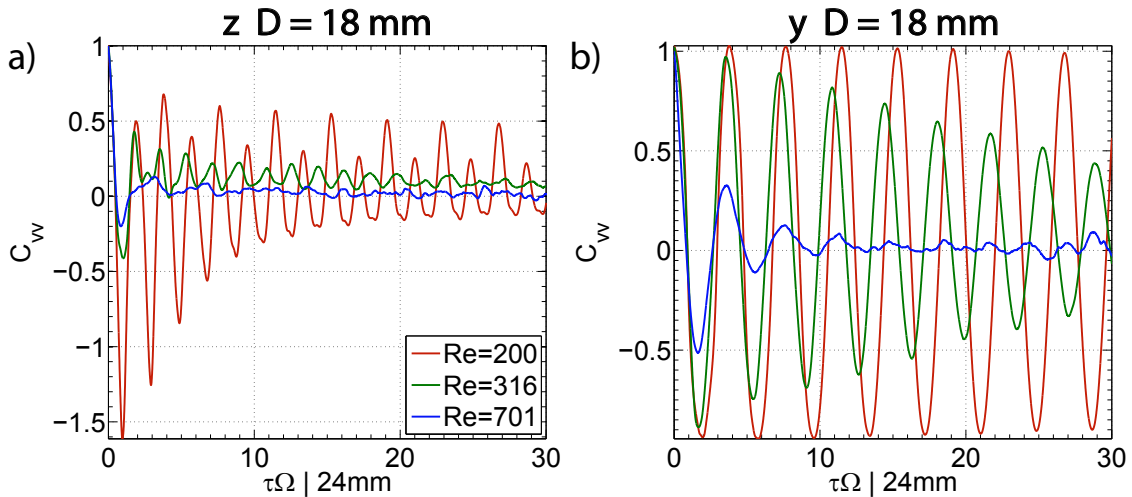 z D = 18 mm
a)
1
0.5
0
−0.5
−1
−1.5
C_vv
0
10
20
30
τΩ | 24mm
Re=200
Re=316
Re=701
y D = 18 mm
b)
1
0.5
0
−0.5
C_vv
0
10
20
30
τΩ | 24mm